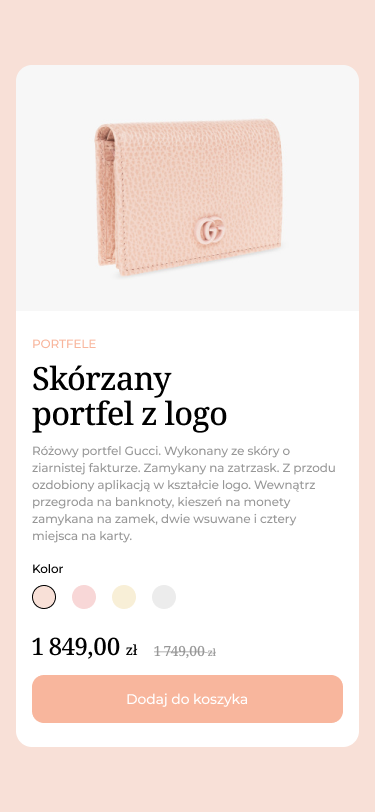 PORTFELE
Skórzany
portfel z logo
Różowy portfel Gucci. Wykonany ze skóry o
ziarnistej fakturze. Zamykany na zatrzask. Z przodu
ozdobiony aplikacją w kształcie logo. Wewnątrz
przegroda na banknoty, kieszeń na monety
zamykana na zamek, dwie wsuwane i cztery
miejsca na karty.
Kolor
1 849,00 zł 1 749,00 zł
Dodaj do koszyka